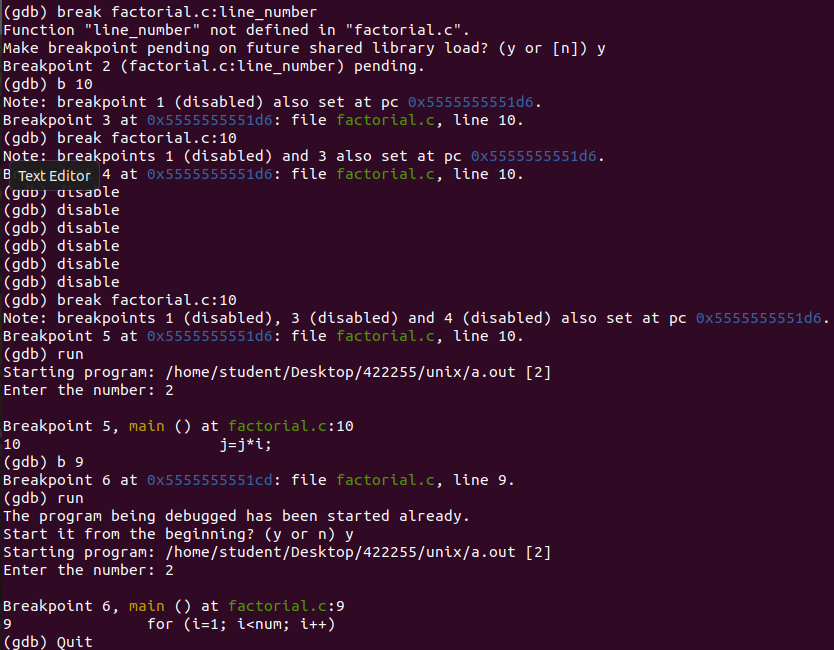 (gdb) break factorial.c:line_number
Function "line_number" not defined in "factorial.c".
Make breakpoint pending on future shared library load? (y or [n]) y
Breakpoint 2 (factorial.c:line_number) pending.
(gdb) b 10
Note: breakpoint 1 (disabled) also set at pc 0x5555555551d6.
Breakpoint 3 at 0x5555555551d6: file factorial.c, line 10.
(gdb) break factorial.c:10
Note: breakpoints 1 (disabled) and 3 also set at pc 0x5555555551d6.
B Text Editor 4 at 0x5555555551d6: file factorial.c, line 10.
(gdb) disable
(gdb) disable
(gdb) disable
(gdb) disable
(gdb) disable
(gdb) disable
(gdb) break factorial.c:10
Note: breakpoints 1 (disabled), 3 (disabled) and 4 (disabled) also set at pc 0x5555555551d6.
Breakpoint 5 at 0x5555555551d6: file factorial.c, line 10.
(gdb) run
Starting program: /home/student/Desktop/422255/unix/a.out [2]
Enter the number: 2
Breakpoint 5, main () at factorial.c:10
10 j=j*i;
(gdb) b 9
Breakpoint 6 at 0x5555555551cd: file factorial.c, line 9.
(gdb) run
The program being debugged has been started already.
Start it from the beginning? (y or n) y
Starting program: /home/student/Desktop/422255/unix/a.out [2]
Enter the number: 2
Breakpoint 6, main () at factorial.c:9
9 for (i=1; i<num; i++)
(gdb) Quit